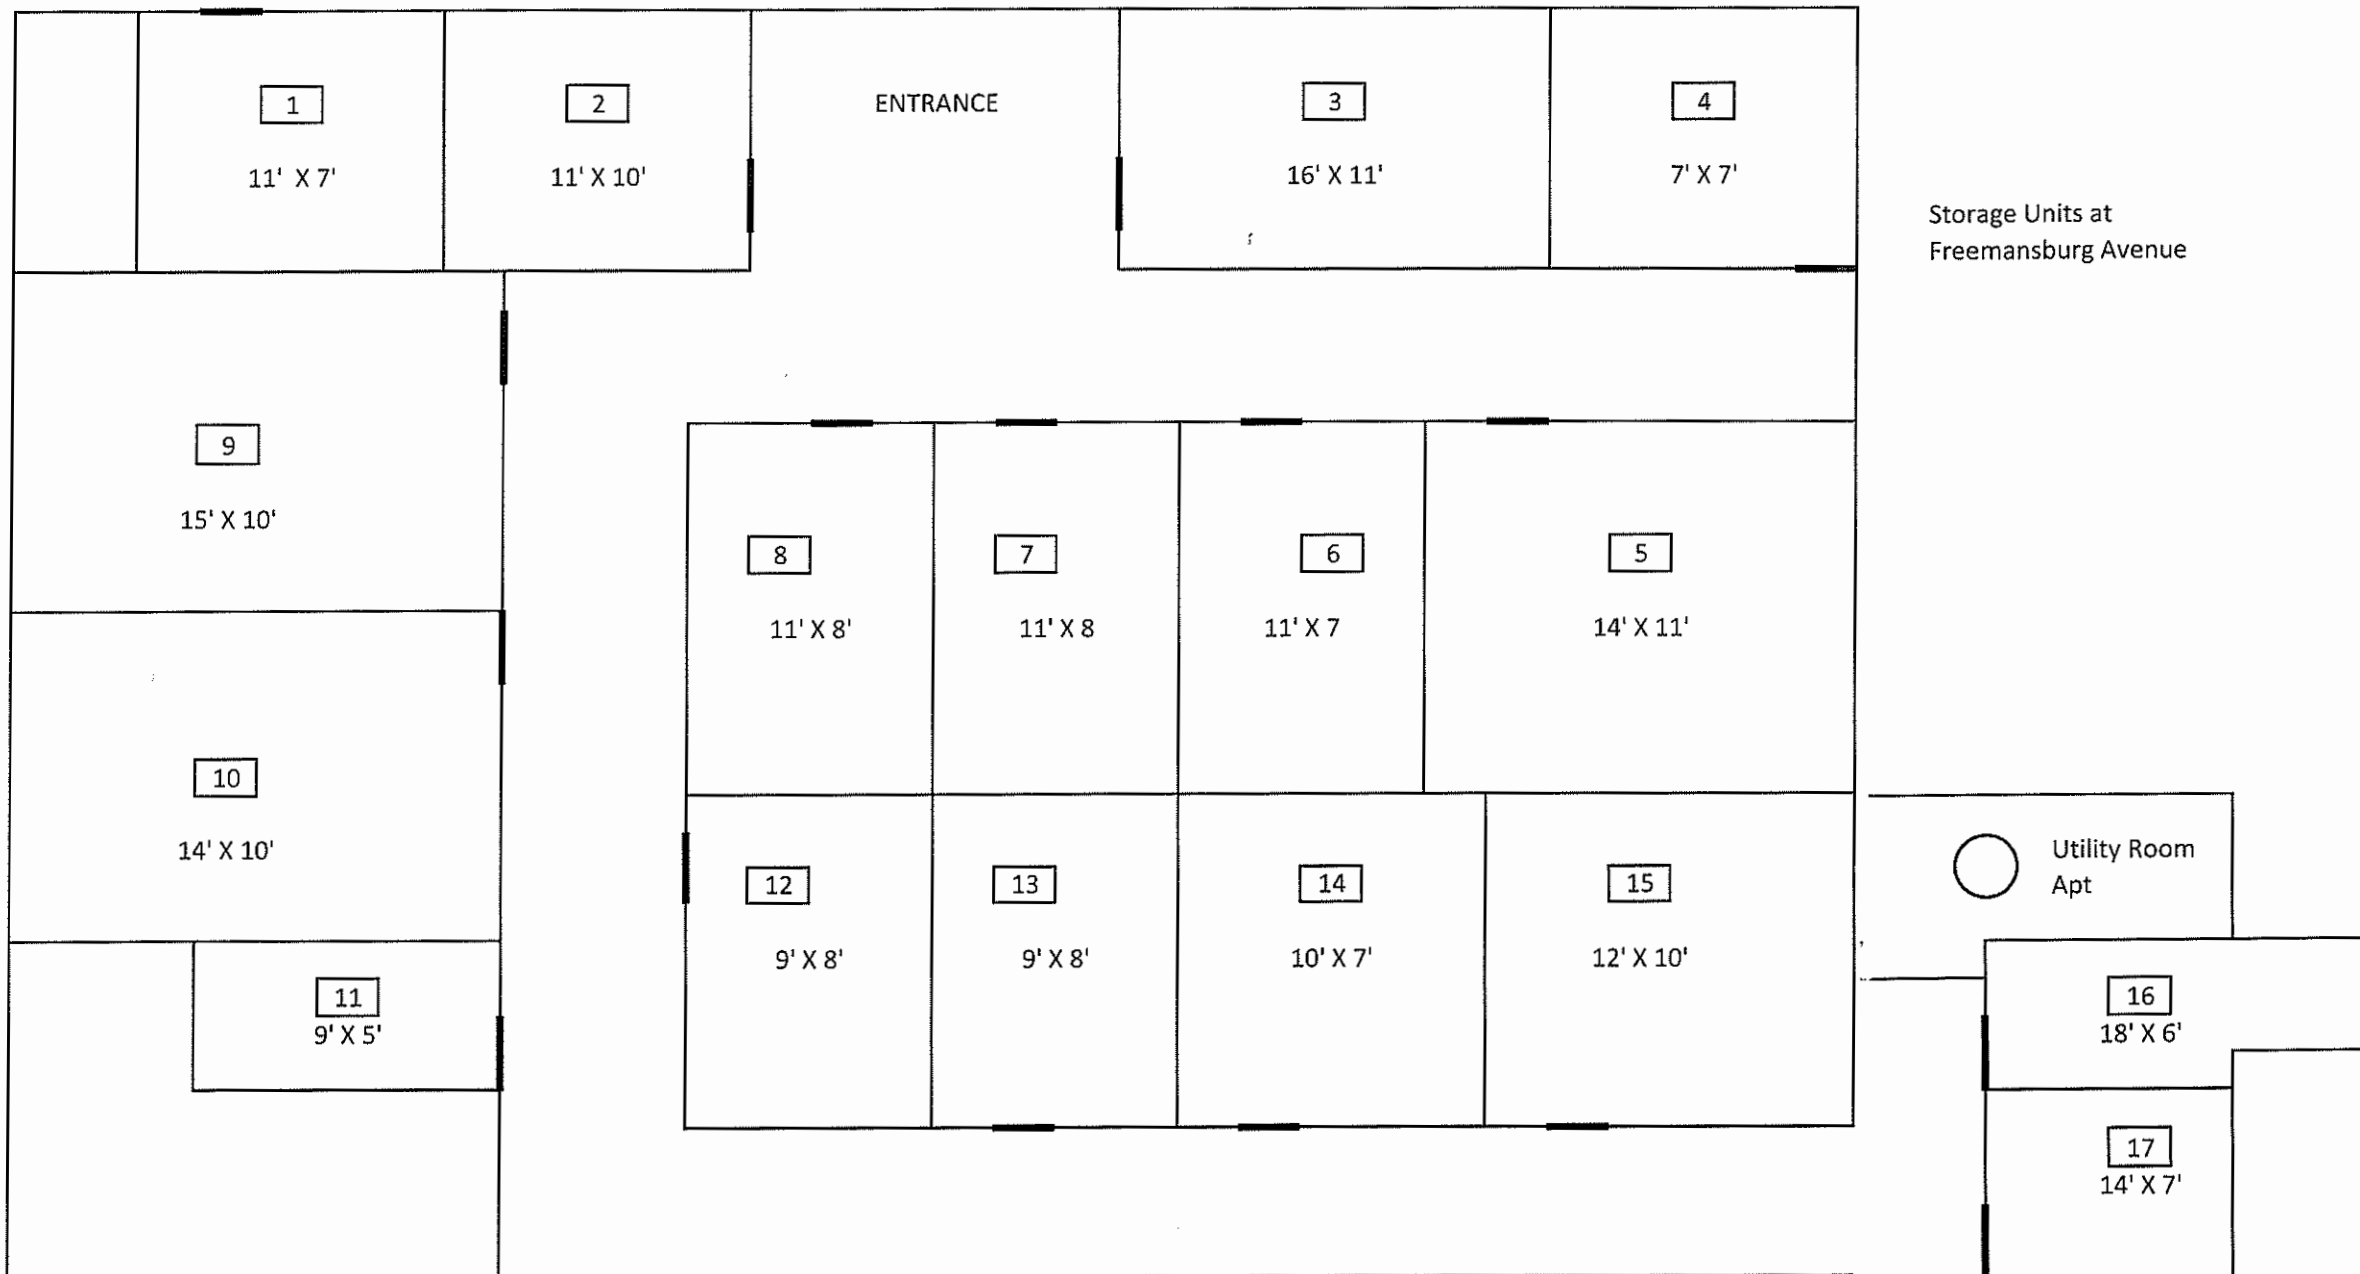 1
2
ENTRANCE
3
4
11'  X 7'
11' X 10'
16' X 11'
7' X 7'
Storage Units at
Freemansburg Avenue
9
15' X 10'
8
7
6
5
11' X 8'
11' X 8
11' X 7
14' X 11'
10
14' X 10'
Utility Room
Apt
12
13
14
15
9' X 8'
9' X 8'
10' X 7'
12' X 10'
11
9' X 5'
16
18' X 6'
17
14' X 7'